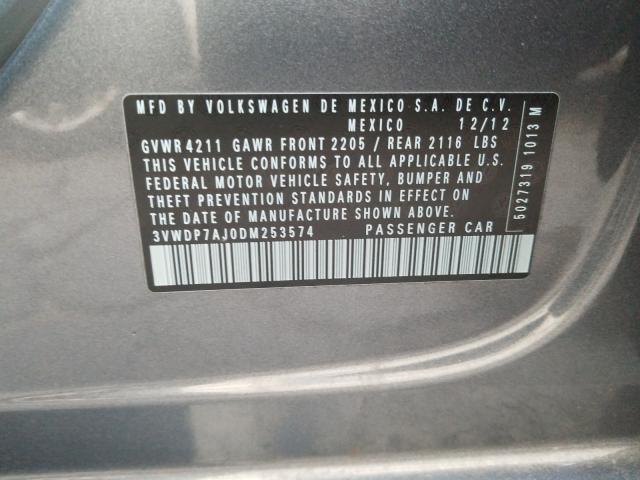 MFD BY VOLKSWAGEN DE MEXICO S.A. DE C.V.
MEXICO 12/12
GVWR 4211 GAWR FRONT 2205 / REAR 2116 LBS
THIS VEHICLE CONFORMS TO ALL APPLICABLE U.S.
FEDERAL MOTOR VEHICLE SAFETY, BUMPER AND
THEFT PREVENTION STANDARDS IN EFFECT ON
THE DATE OF MANUFACTURE SHOWN ABOVE.
3VWDP7AJ0DM253574 PASSENGER CAR
5027319 1013 M